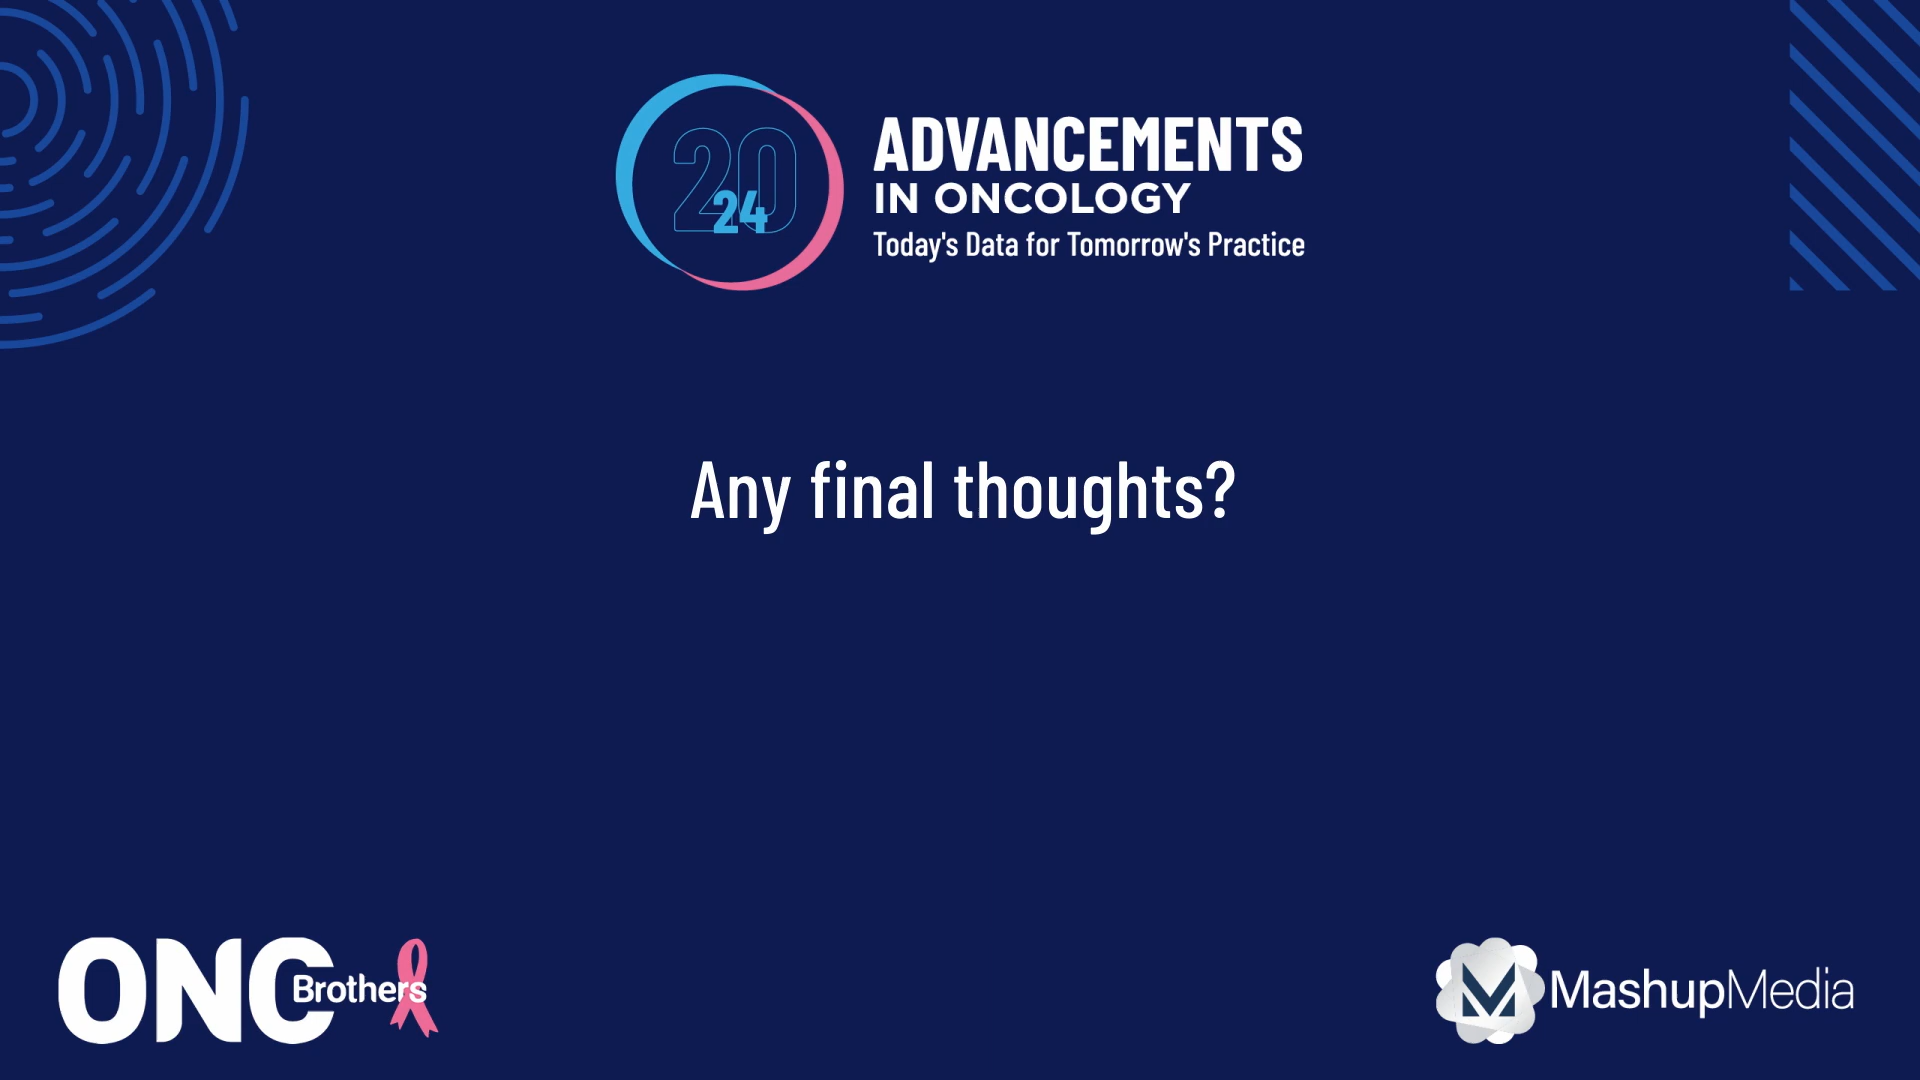 2024
ADVANCEMENTS
IN ONCOLOGY
Today's Data for Tomorrow's Practice
Any final thoughts?
ONC Brothers
MashupMedia